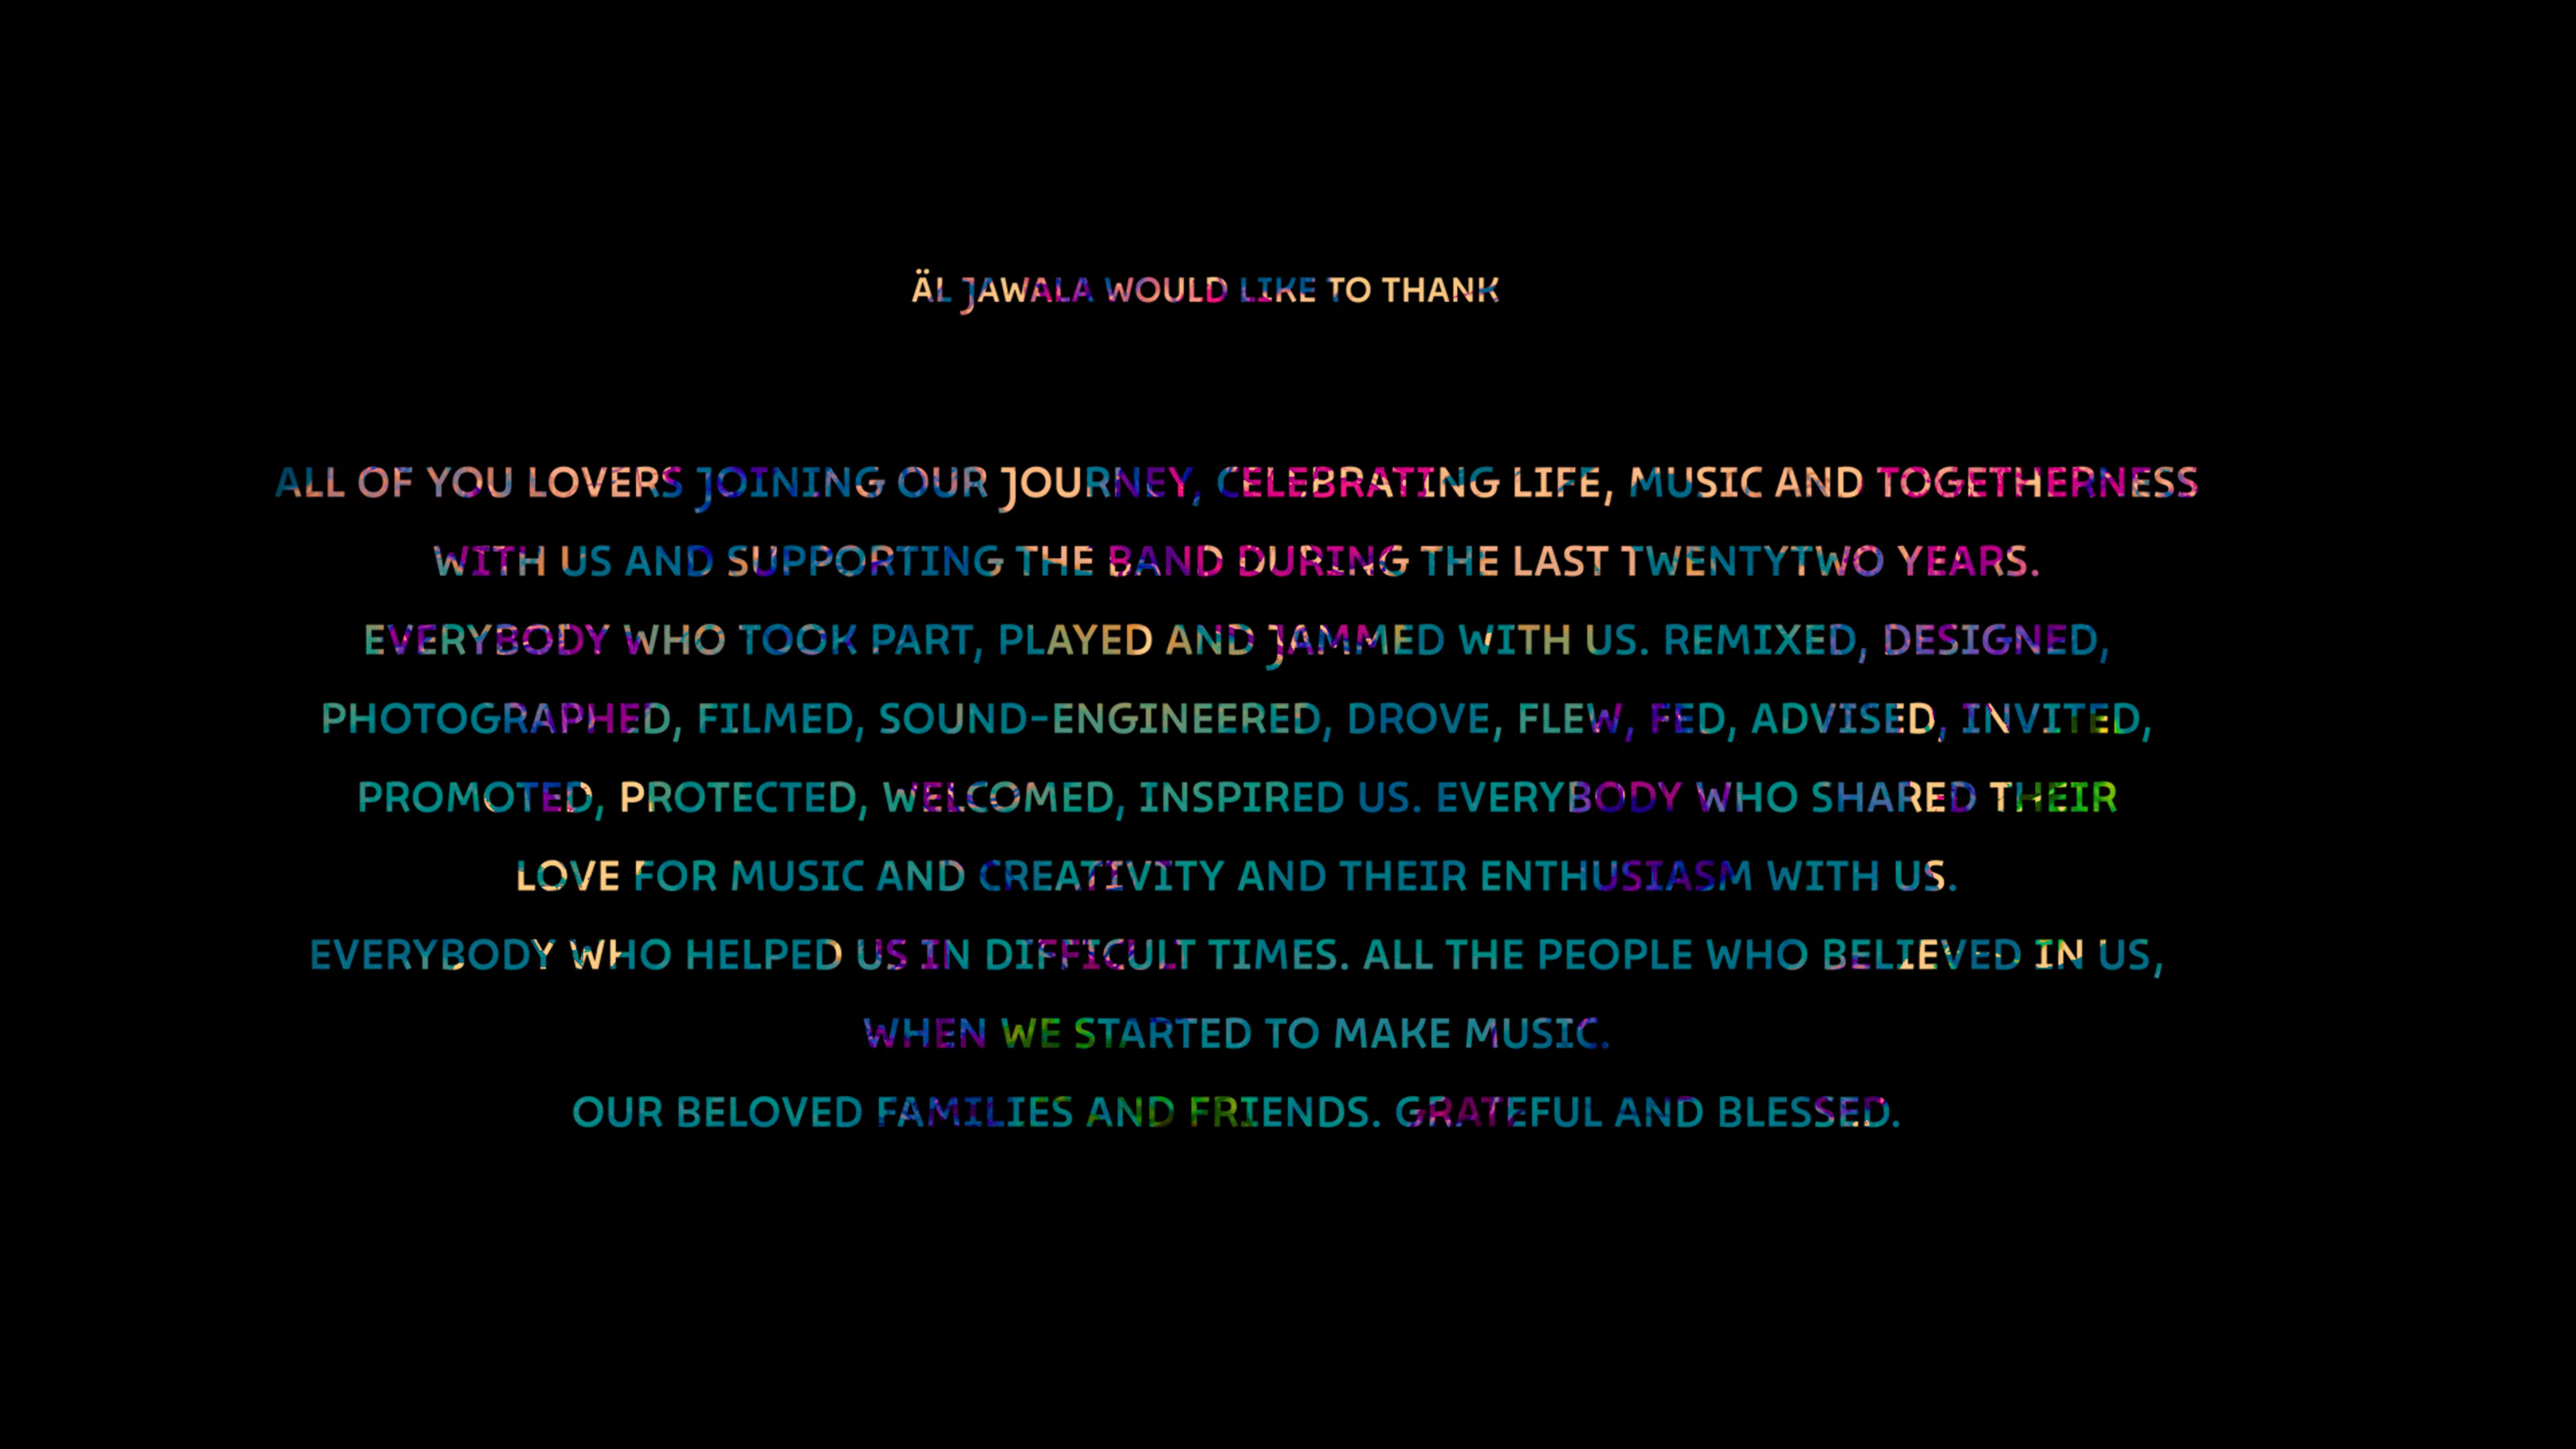 ÄL JAWALA WOULD LIKE TO THANK
ALL OF YOU LOVERS JOINING OUR JOURNEY, CELEBRATING LIFE, MUSIC AND TOGETHERNESS
WITH US AND SUPPORTING THE BAND DURING THE LAST TWENTYTWO YEARS.
EVERYBODY WHO TOOK PART, PLAYED AND JAMMED WITH US. REMIXED, DESIGNED,
PHOTOGRAPHED, FILMED, SOUND-ENGINEERED, DROVE, FLEW, FED, ADVISED, INVITED,
PROMOTED, PROTECTED, WELCOMED, INSPIRED US. EVERYBODY WHO SHARED THEIR
LOVE FOR MUSIC AND CREATIVITY AND THEIR ENTHUSIASM WITH US.
EVERYBODY WHO HELPED US IN DIFFICULT TIMES. ALL THE PEOPLE WHO BELIEVED IN US,
WHEN WE STARTED TO MAKE MUSIC.
OUR BELOVED FAMILIES AND FRIENDS. GRATEFUL AND BLESSED.